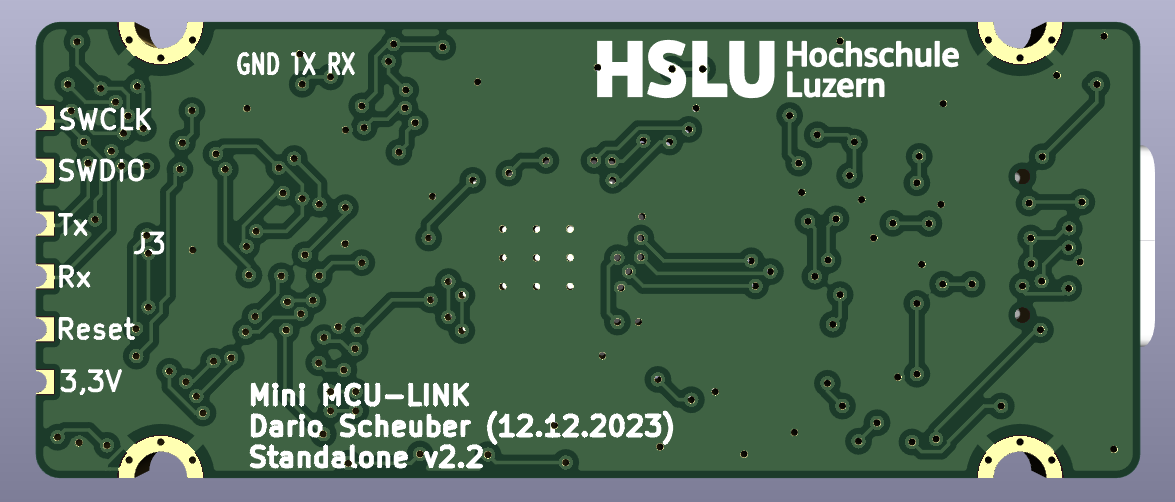 GND TX RX
HSLU Hochschule
Luzern
SWCLK
SWDiO
Tx
J3
Rx
Reset
3,3V
Mini MCU-LINK
Dario Scheuber (12.12.2023)
Standalone v2.2